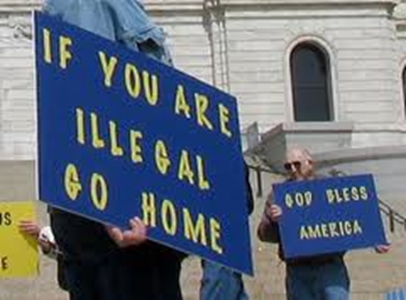 IF YOU ARE
ILLEGAL
GO HOME
GOD BLESS
AMERICA